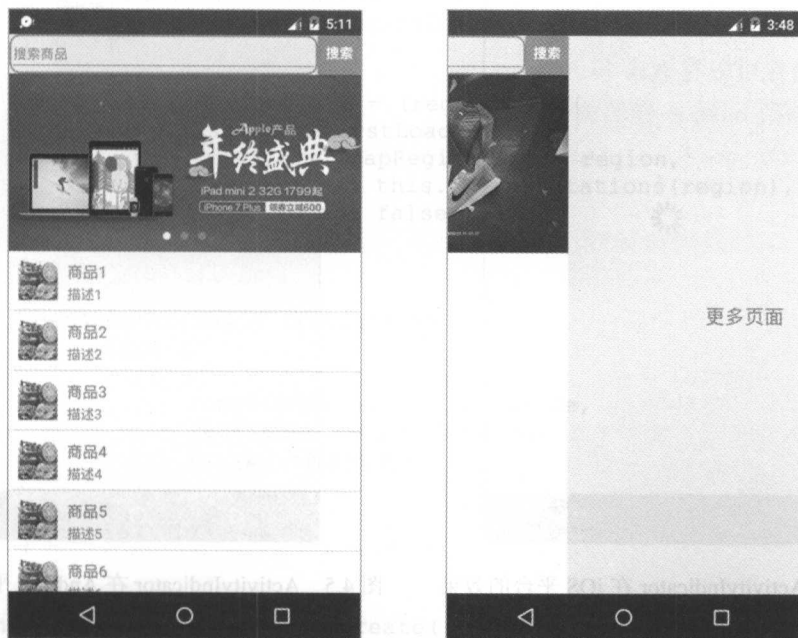 5:11
搜索商品 搜索
Apple产品
年终盛典
iPad mini 2 32G 1799起
iPhone 7 Plus 领券立减600
商品1
描述1
商品2
描述2
商品3
描述3
商品4
描述4
商品5
描述5
商品6
3:48
搜索
更多页面